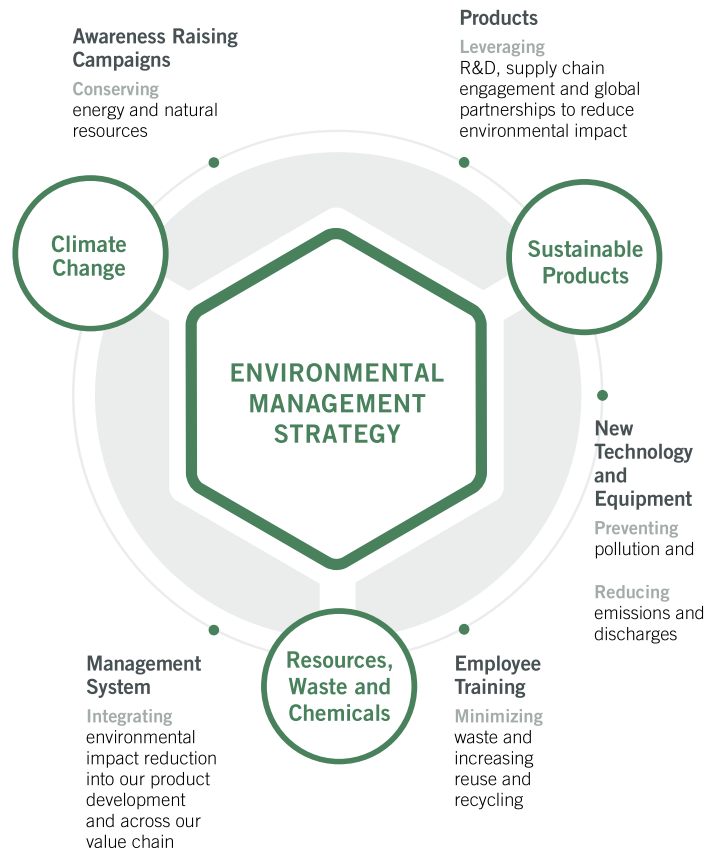 Awareness Raising
Campaigns
Conserving
energy and natural
resources
Products
Leveraging
R&D, supply chain
engagement and global
partnerships to reduce
environmental impact
Climate
Change
Sustainable
Products
ENVIRONMENTAL
MANAGEMENT
STRATEGY
New
Technology
and
Equipment
Preventing
pollution and
Reducing
emissions and
discharges
Management
System
Integrating
environmental
impact reduction
into our product
development
and across our
value chain
Resources,
Waste and
Chemicals
Employee
Training
Minimizing
waste and
increasing
reuse and
recycling